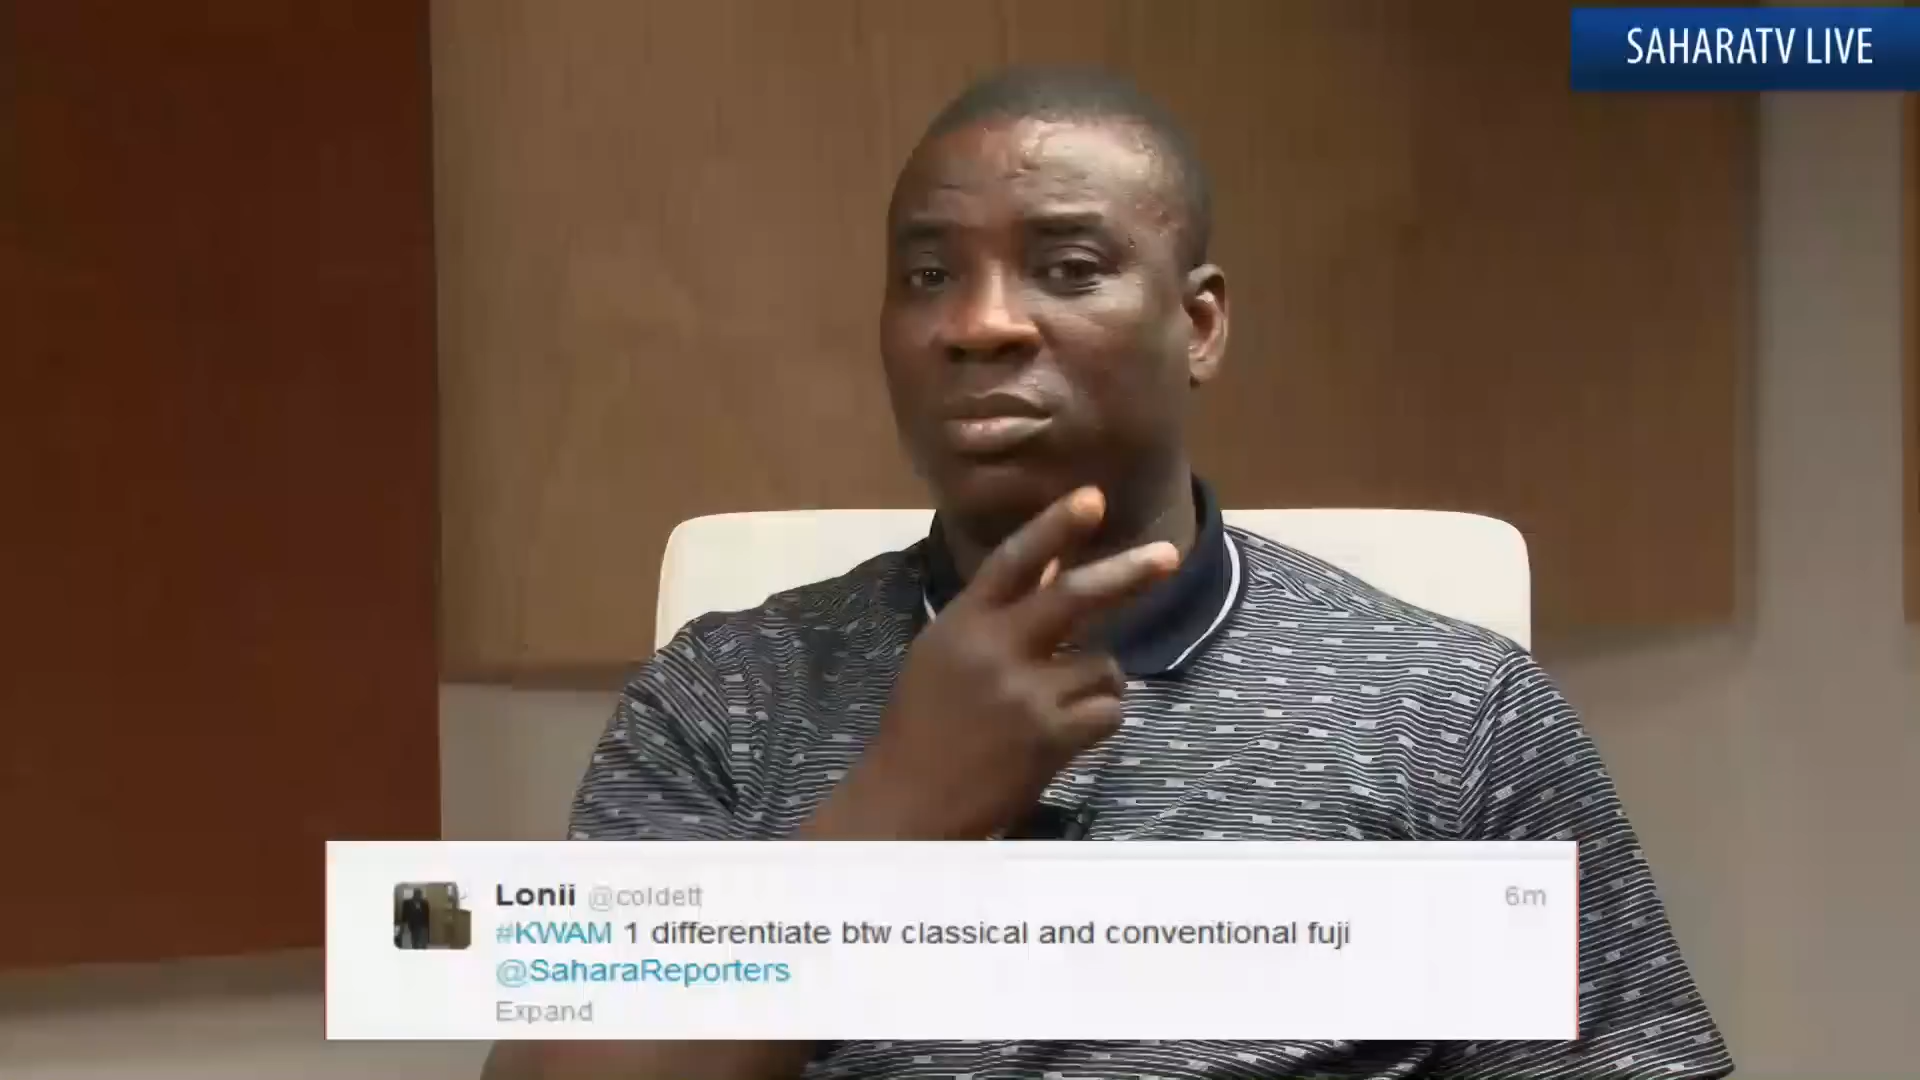 SAHARATV LIVE
Lonii @coldett 6m
#KWAM 1 differentiate btw classical and conventional fuji
@SaharaReporters
Expand